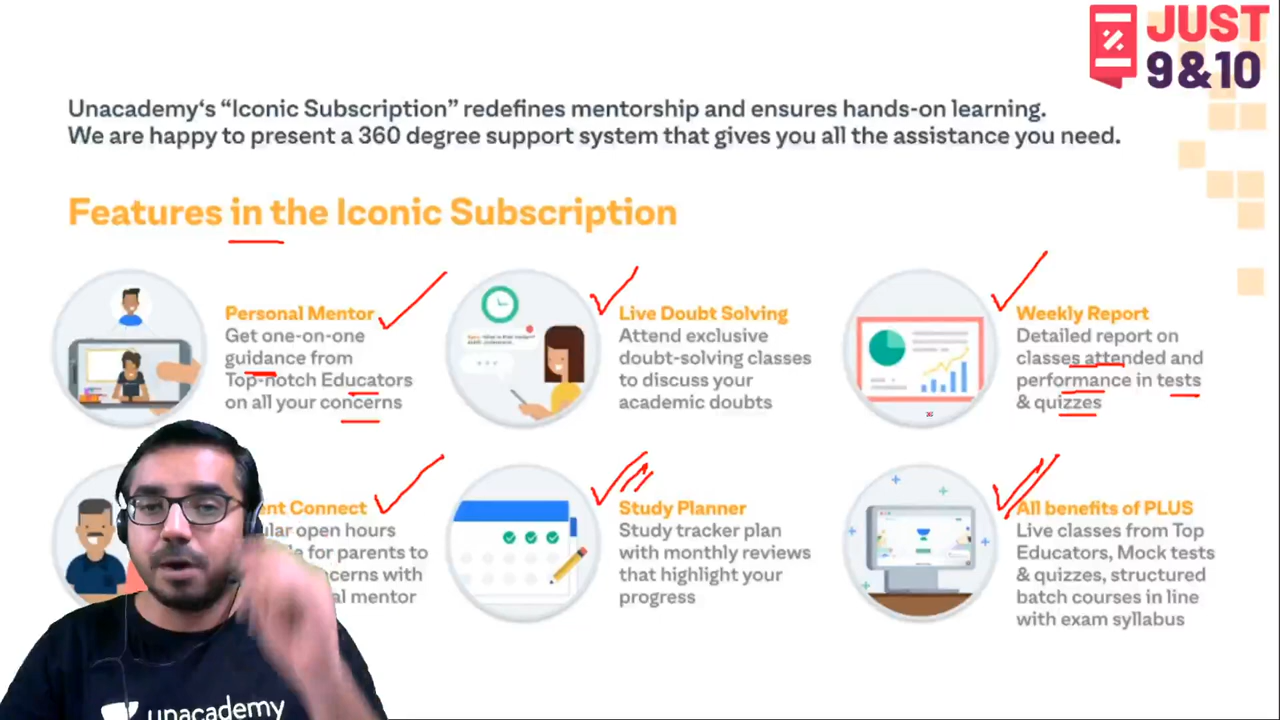 JUST
9&10
Unacademy‘s “Iconic Subscription” redefines mentorship and ensures hands-on learning.
We are happy to present a 360 degree support system that gives you all the assistance you need.
Features in the Iconic Subscription
Personal Mentor
Get one-on-one
guidance from
Top-notch Educators
on all your concerns
Live Doubt Solving
Attend exclusive
doubt-solving classes
to discuss your
academic doubts
Weekly Report
Detailed report on
classes attended and
performance in tests
& quizzes
Connect
open hours
for parents to
with
mentor
Study Planner
Study tracker plan
with monthly reviews
that highlight your
progress
All benefits of PLUS
Live classes from Top
Educators, Mock tests
& quizzes, structured
batch courses in line
with exam syllabus
unacademy